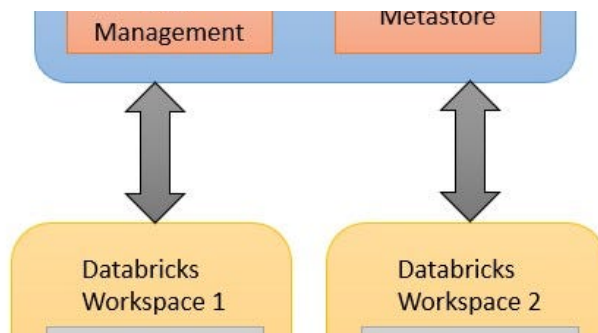 Management
Metastore
Databricks
Workspace 1
Databricks
Workspace 2